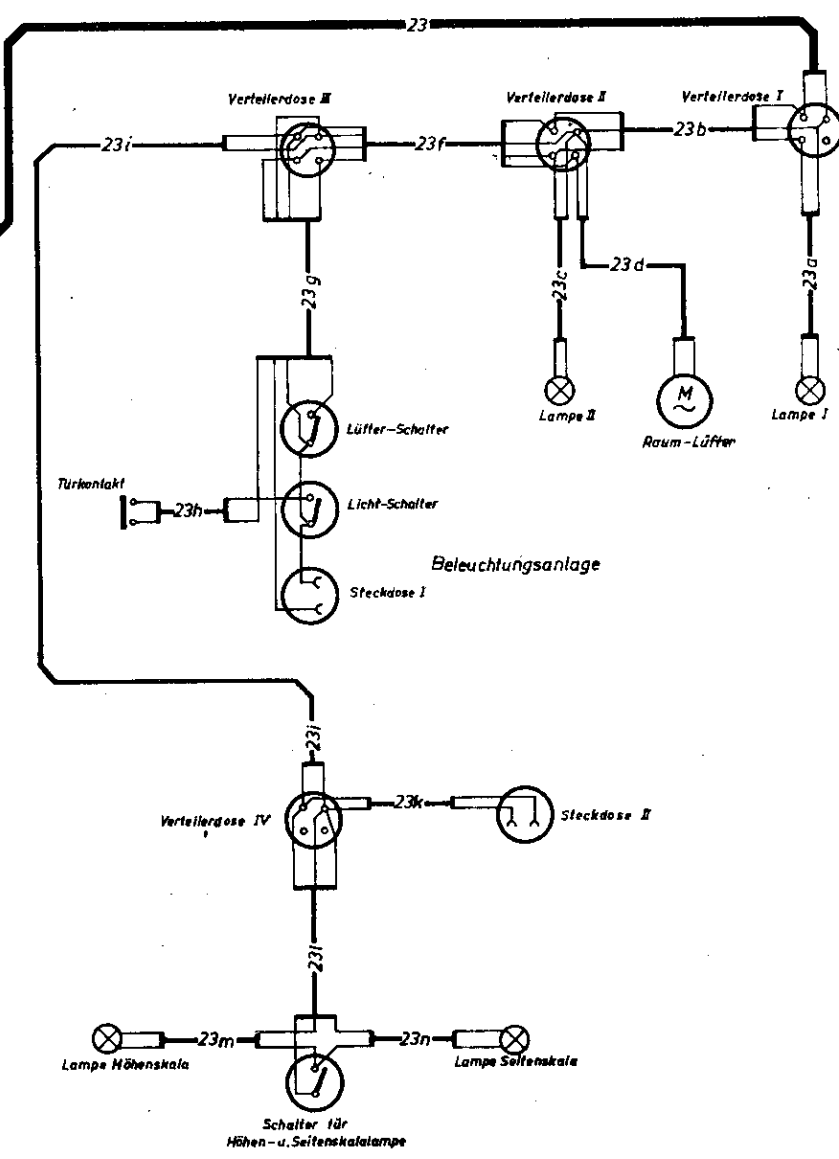 23
Verteilerdose III
Verteilerdose II
Verteilerdose I
23i
23f
23b
23g
23c
23d
23a
M
Lampe II
Raum-Lüfter
Lampe I
Lüfter-Schalter
Türkontakt
23h
Licht-Schalter
Beleuchtungsanlage
Steckdose I
23i
Verteilerdose IV
23k
Steckdose II
23l
23m
23n
Lampe Höhenskala
Lampe Seitenskala
Schalter für
Höhen-u. Seitenskalalampe